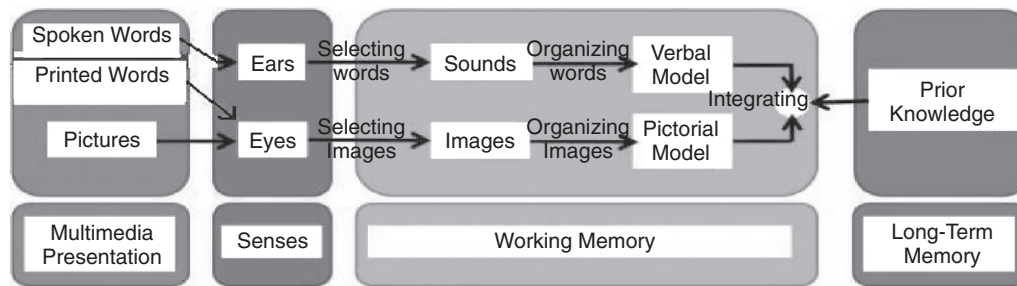 Spoken Words
Printed Words
Pictures
Ears
Eyes
Selecting
words
Selecting
Images
Sounds
Images
Organizing
words
Organizing
Images
Verbal
Model
Pictorial
Model
Integrating
Prior
Knowledge
Multimedia
Presentation
Senses
Working Memory
Long-Term
Memory